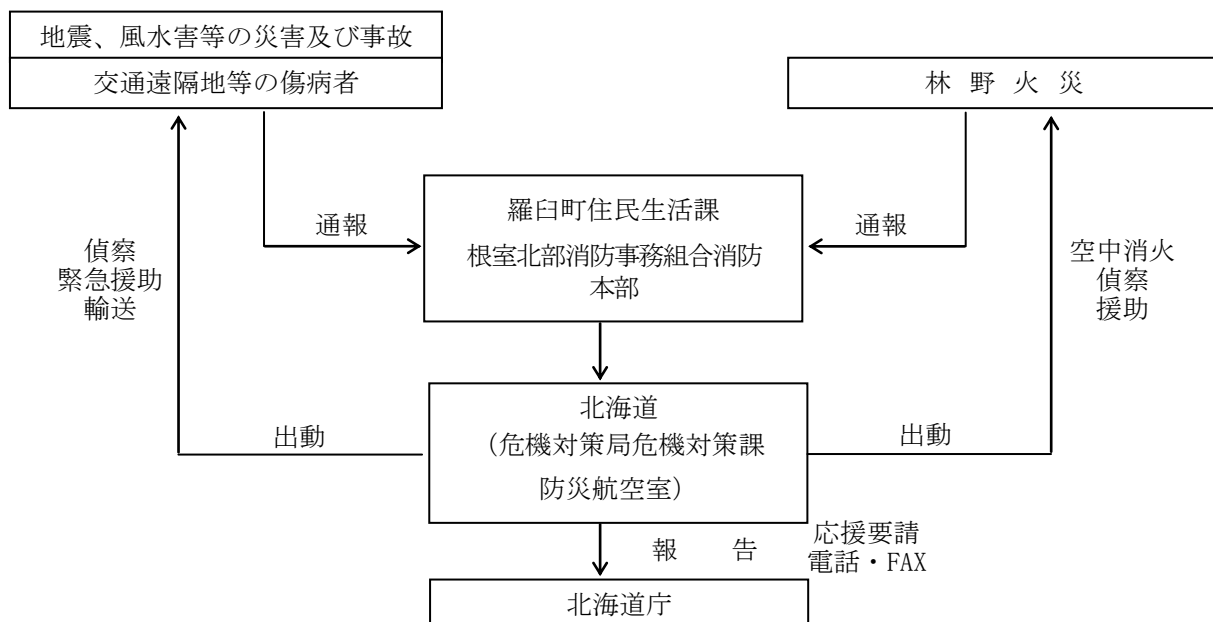 地震、風水害等の災害及び事故
交通遠隔地等の傷病者
林 野 火 災
羅臼町住民生活課
根室北部消防事務組合消防
本部
通報
通報
偵察
緊急援助
輸送
空中消火
偵察
援助
北海道
（危機対策局危機対策課
防災航空室）
出動
出動
報　　告
応援要請
電話・FAX
北海道庁